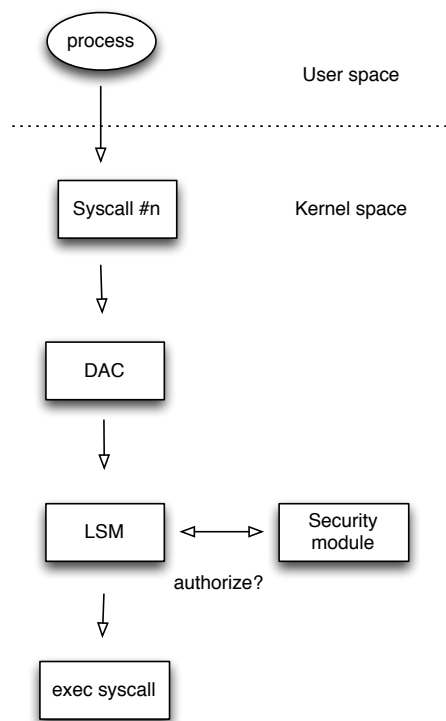 process
User space
Syscall #n
Kernel space
DAC
LSM
Security
module
authorize?
exec syscall